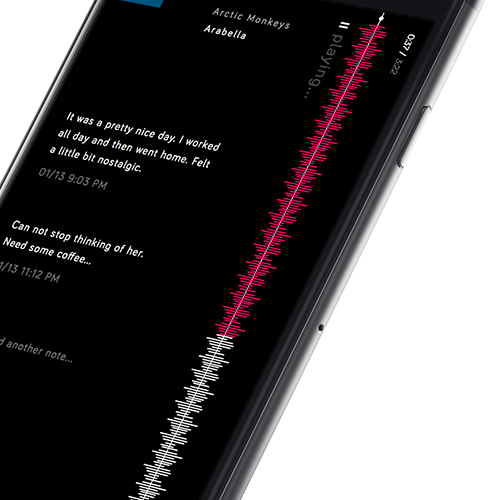 Arctic Monkeys
Arabella
playing...
0:37 / 3:22
It was a pretty nice day. I worked
all day and then went home. Felt
a little bit nostalgic.
01/13 9:03 PM
Can not stop thinking of her.
Need some coffee...
/13 11:12 PM
another note...